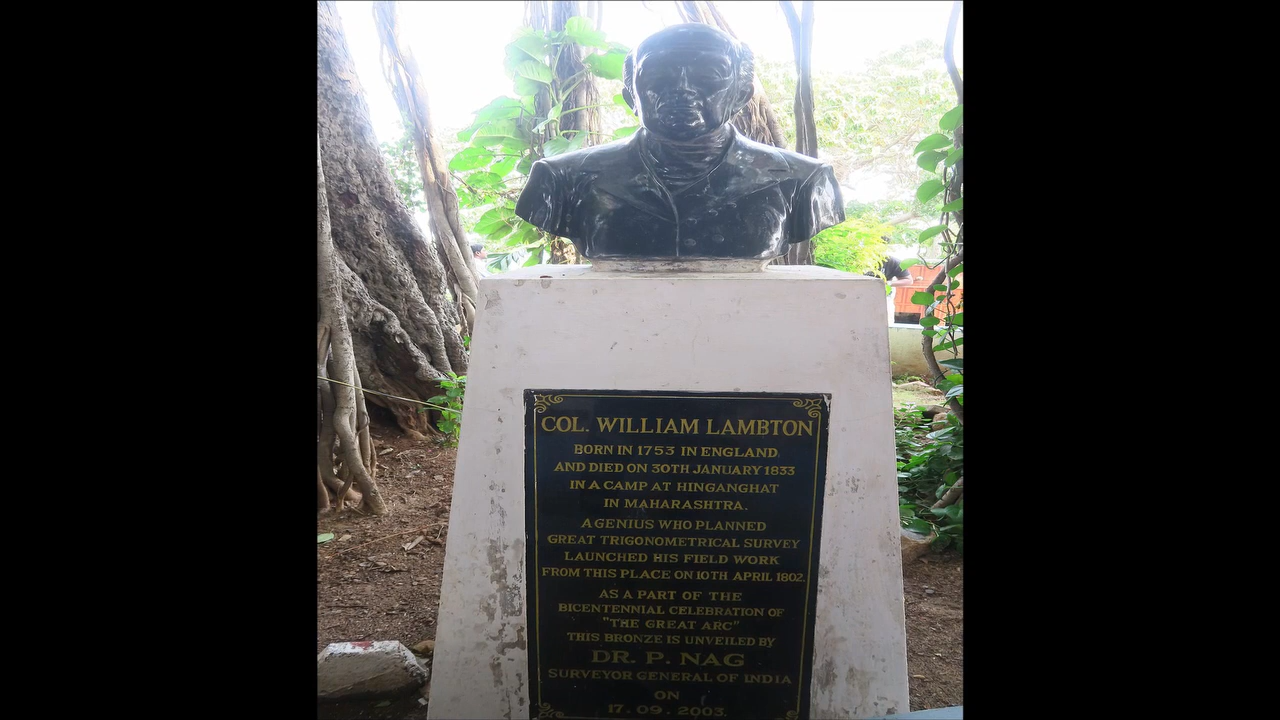 COL. WILLIAM LAMBTON
BORN IN 1753 IN ENGLAND
AND DIED ON 30TH JANUARY 1833
IN A CAMP AT HINGANGHAT
IN MAHARASHTRA.
A GENIUS WHO PLANNED
GREAT TRIGONOMETRICAL SURVEY
LAUNCHED HIS FIELD WORK
FROM THIS PLACE ON 10TH APRIL 1802.
AS A PART OF THE
BICENTENNIAL CELEBRATION OF
"THE GREAT ARC"
THIS BRONZE IS UNVEILED BY
DR. P. NAG
SURVEYOR GENERAL OF INDIA
ON
17.09.2003.